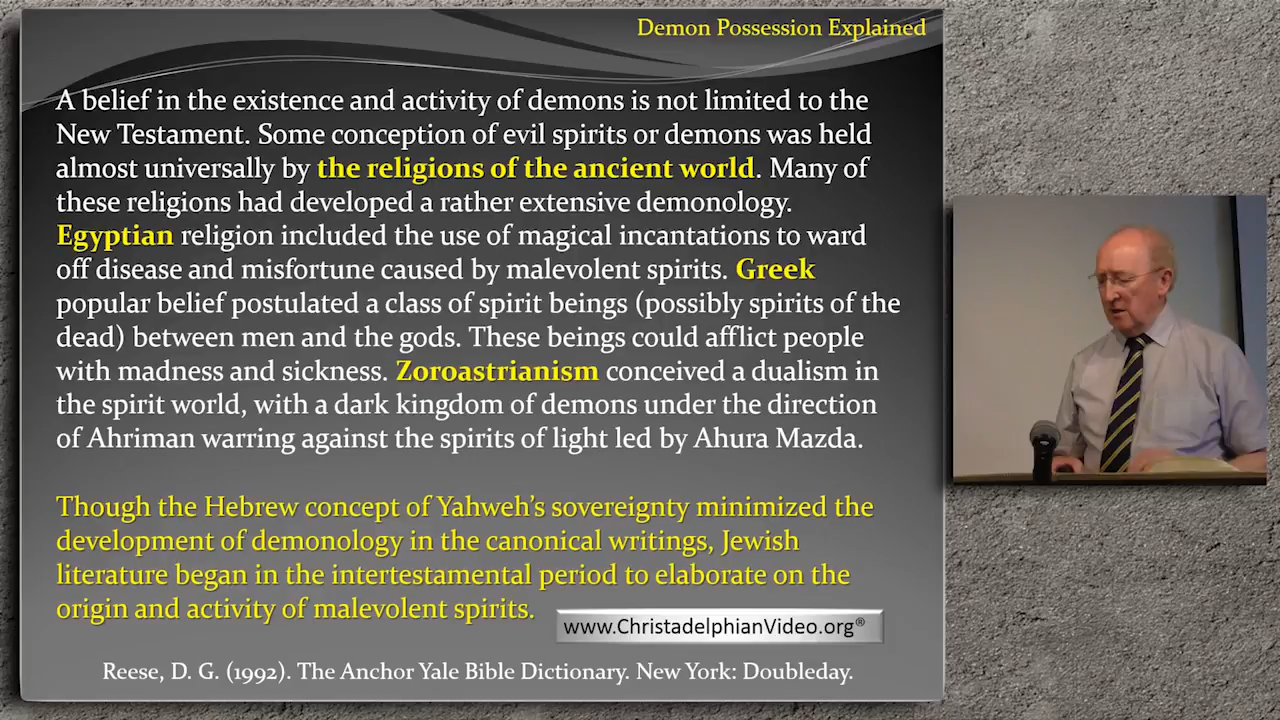 Demon Possession Explained
A belief in the existence and activity of demons is not limited to the
New Testament. Some conception of evil spirits or demons was held
almost universally by the religions of the ancient world. Many of
these religions had developed a rather extensive demonology.
Egyptian religion included the use of magical incantations to ward
off disease and misfortune caused by malevolent spirits. Greek
popular belief postulated a class of spirit beings (possibly spirits of the
dead) between men and the gods. These beings could afflict people
with madness and sickness. Zoroastrianism conceived a dualism in
the spirit world, with a dark kingdom of demons under the direction
of Ahriman warring against the spirits of light led by Ahura Mazda.
Though the Hebrew concept of Yahweh's sovereignty minimized the
development of demonology in the canonical writings, Jewish
literature began in the intertestamental period to elaborate on the
origin and activity of malevolent spirits.
www.ChristadelphianVideo.org®
Reese, D. G. (1992). The Anchor Yale Bible Dictionary. New York: Doubleday.